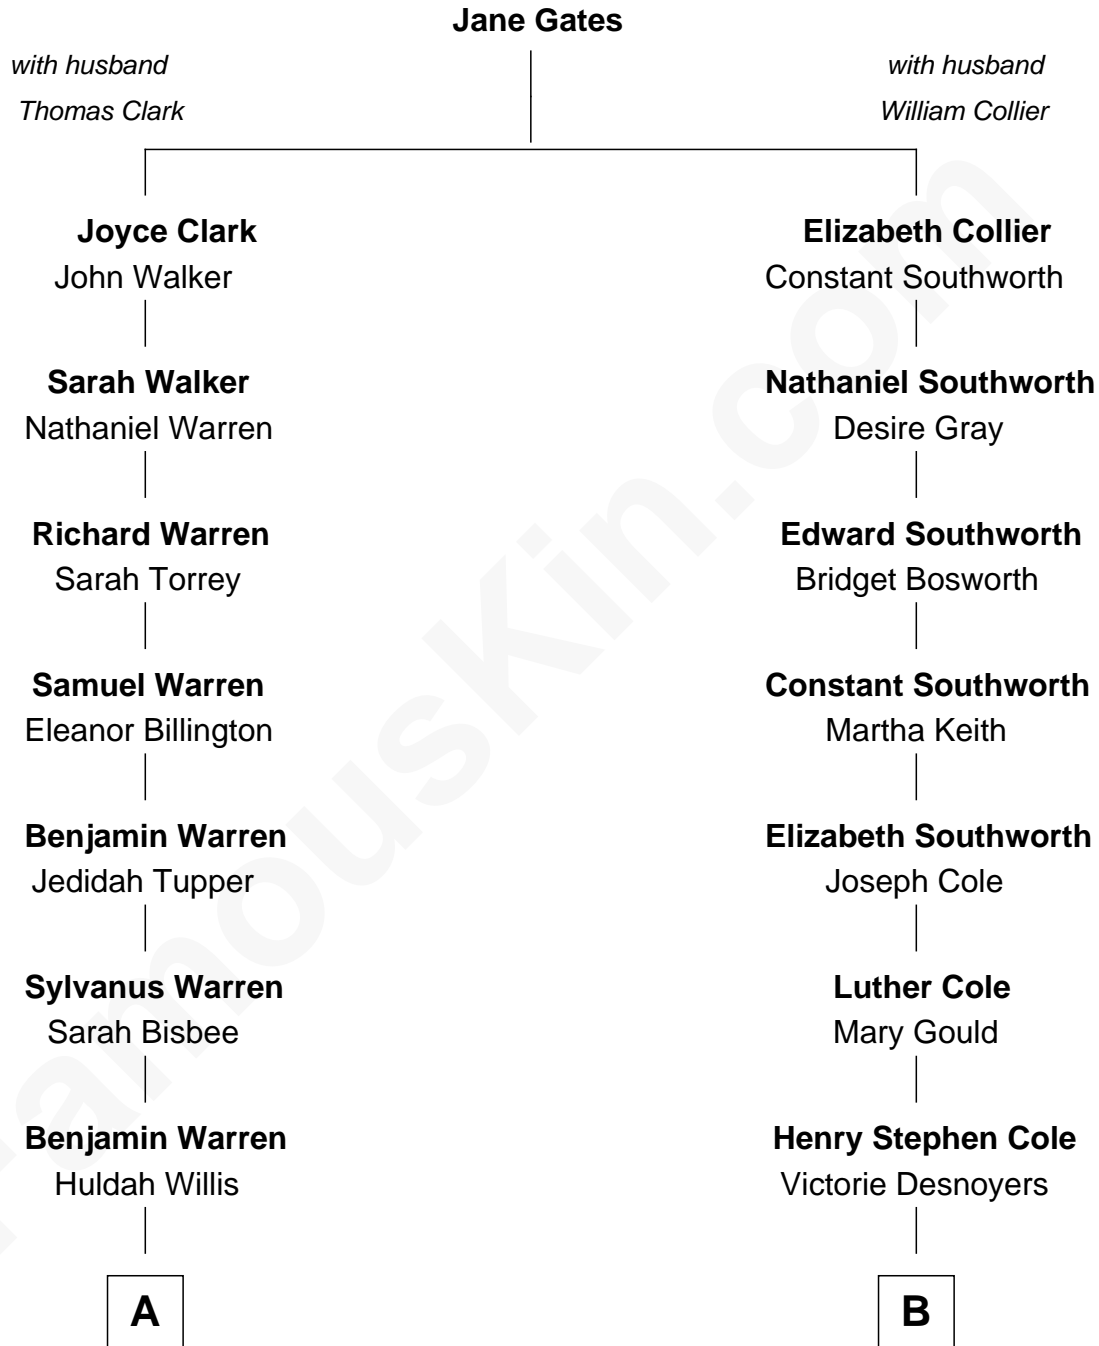 Jane Gates
with husband
Thomas Clark
with husband
William Collier
Joyce Clark
John Walker
Sarah Walker
Nathaniel Warren
Richard Warren
Sarah Torrey
Samuel Warren
Eleanor Billington
Benjamin Warren
Jedidah Tupper
Sylvanus Warren
Sarah Bisbee
Benjamin Warren
Huldah Willis
A
Elizabeth Collier
Constant Southworth
Nathaniel Southworth
Desire Gray
Edward Southworth
Bridget Bosworth
Constant Southworth
Martha Keith
Elizabeth Southworth
Joseph Cole
Luther Cole
Mary Gould
Henry Stephen Cole
Victorie Desnoyers
B
FamousKin.com